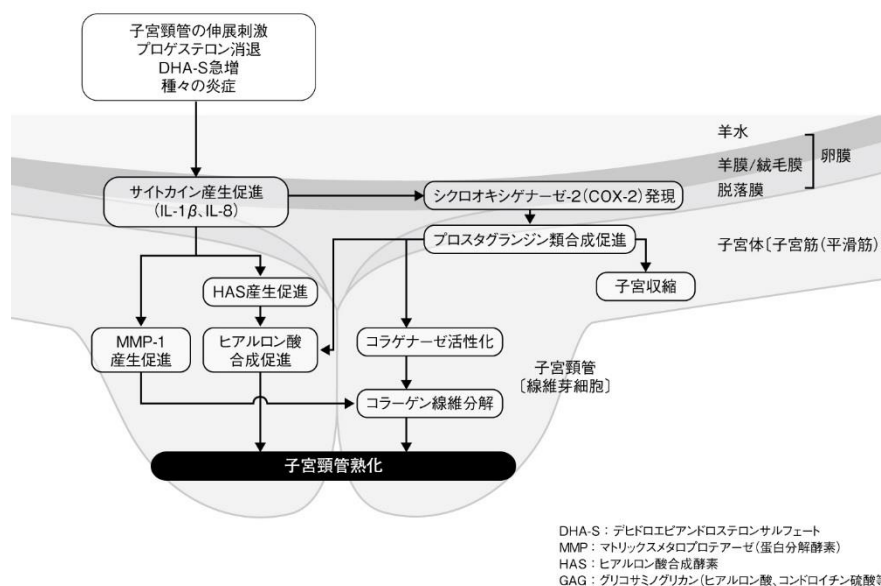 子宮頸管の伸展刺激
プロゲステロン消退
DHA-S急増
種々の炎症
羊水
羊膜/絨毛膜
卵膜
脱落膜
サイトカイン産生促進
(IL-1β、IL-8)
シクロオキシゲナーゼ-2(COX-2)発現
プロスタグランジン類合成促進
子宮体〔子宮筋(平滑筋)
HAS産生促進
子宮収縮
MMP-1
産生促進
ヒアルロン酸
合成促進
コラゲナーゼ活性化
子宮頸管
〔線維芽細胞〕
コラーゲン線維分解
子宮頸管熟化
DHA-S：デヒドロエピアンドロステロンサルフェート
MMP：マトリックスメタロプロテアーゼ(蛋白分解酵素)
HAS：ヒアルロン酸合成酵素
GAG：グリコサミノグリカン(ヒアルロン酸、コンドロイチン硫酸